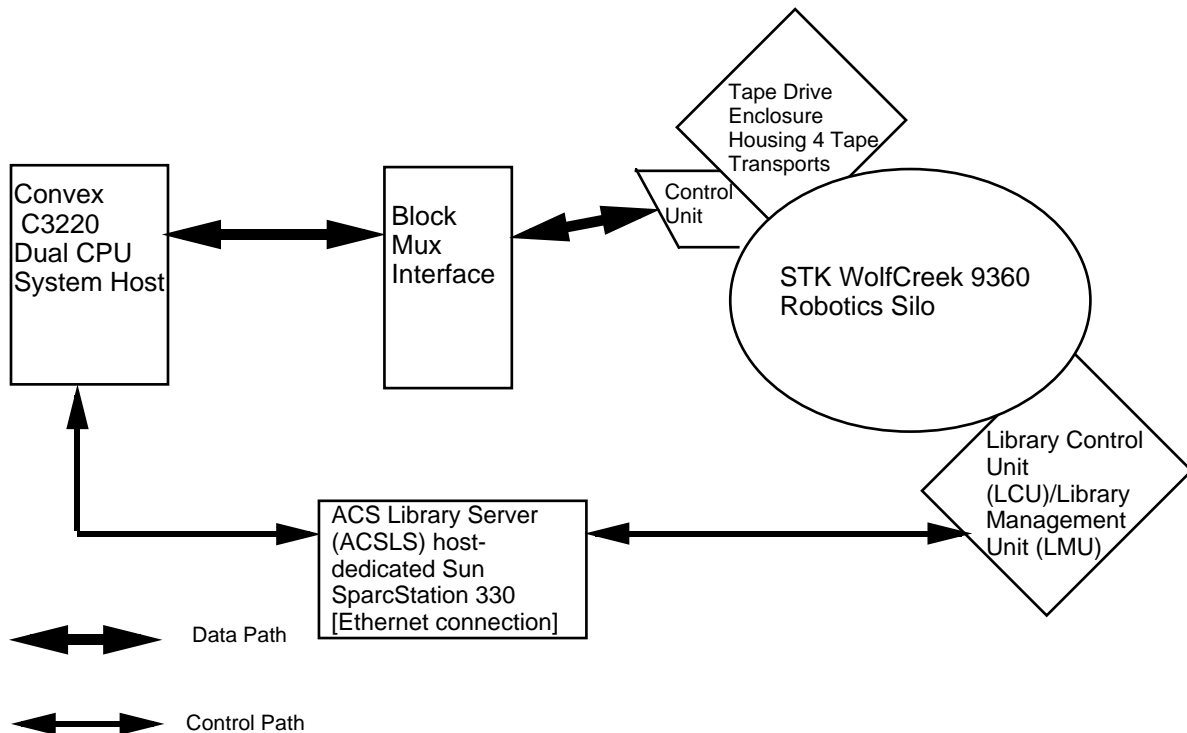 Tape Drive
Enclosure
Housing 4 Tape
Transports
Convex
C3220
Dual CPU
System Host
Block
Mux
Interface
Control
Unit
STK WolfCreek 9360
Robotics Silo
Library Control
Unit
(LCU)/Library
Management
Unit (LMU)
ACS Library Server
(ACSLS) host-
dedicated Sun
SparcStation 330
[Ethernet connection]
Data Path
Control Path